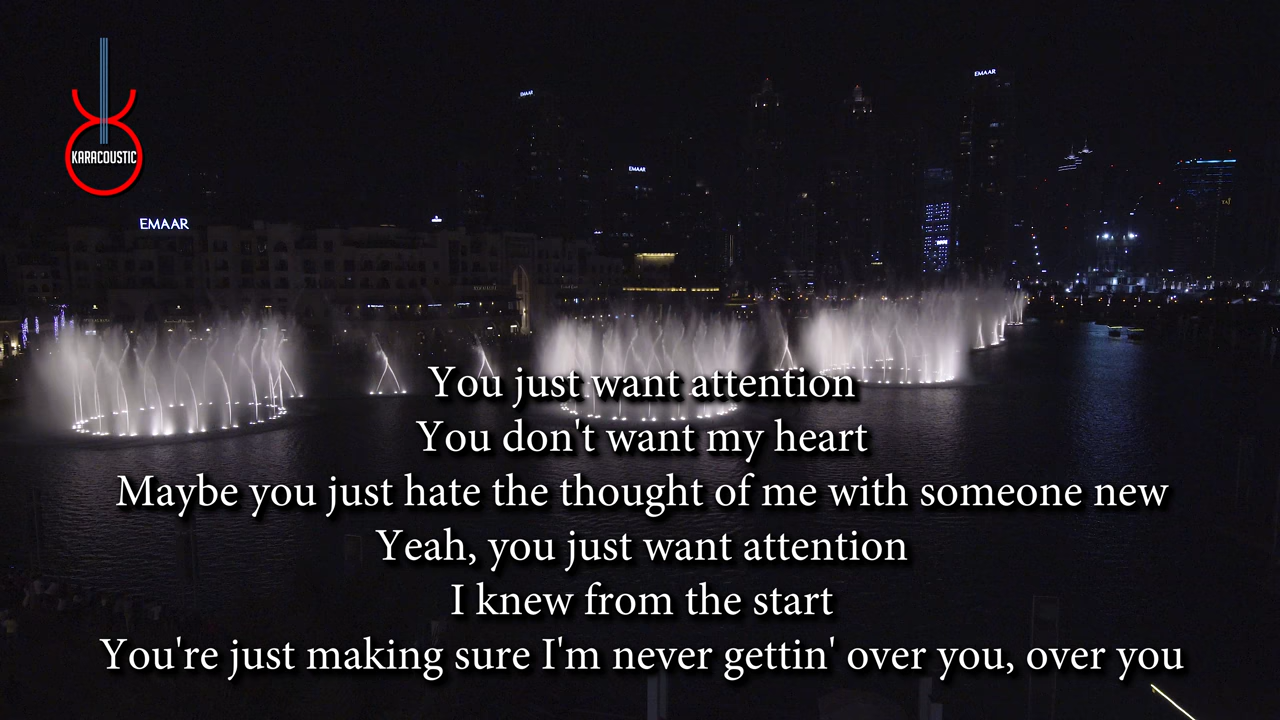 KARACOUSTIC
EMAAR
EMAAR
EMAAR
EMAAR
You just want attention
You don't want my heart
Maybe you just hate the thought of me with someone new
Yeah, you just want attention
I knew from the start
You're just making sure I'm never gettin' over you, over you